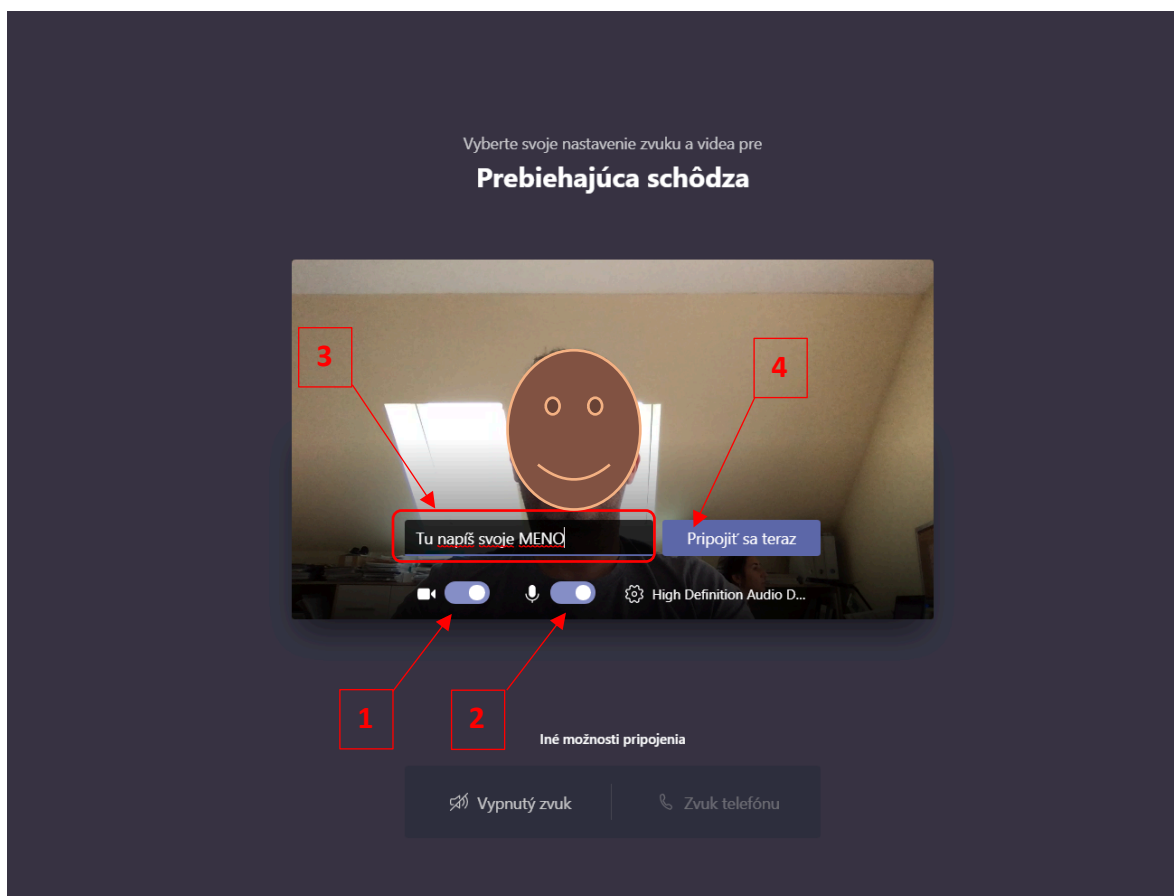 Vyberte svoje nastavenie zvuku a videa pre
Prebiehajúca schôdza
3
4
Tu napíš svoje MENO
Pripojiť sa teraz
High Definition Audio D...
1
2
Iné možnosti pripojenia
Vypnutý zvuk
Zvuk telefónu